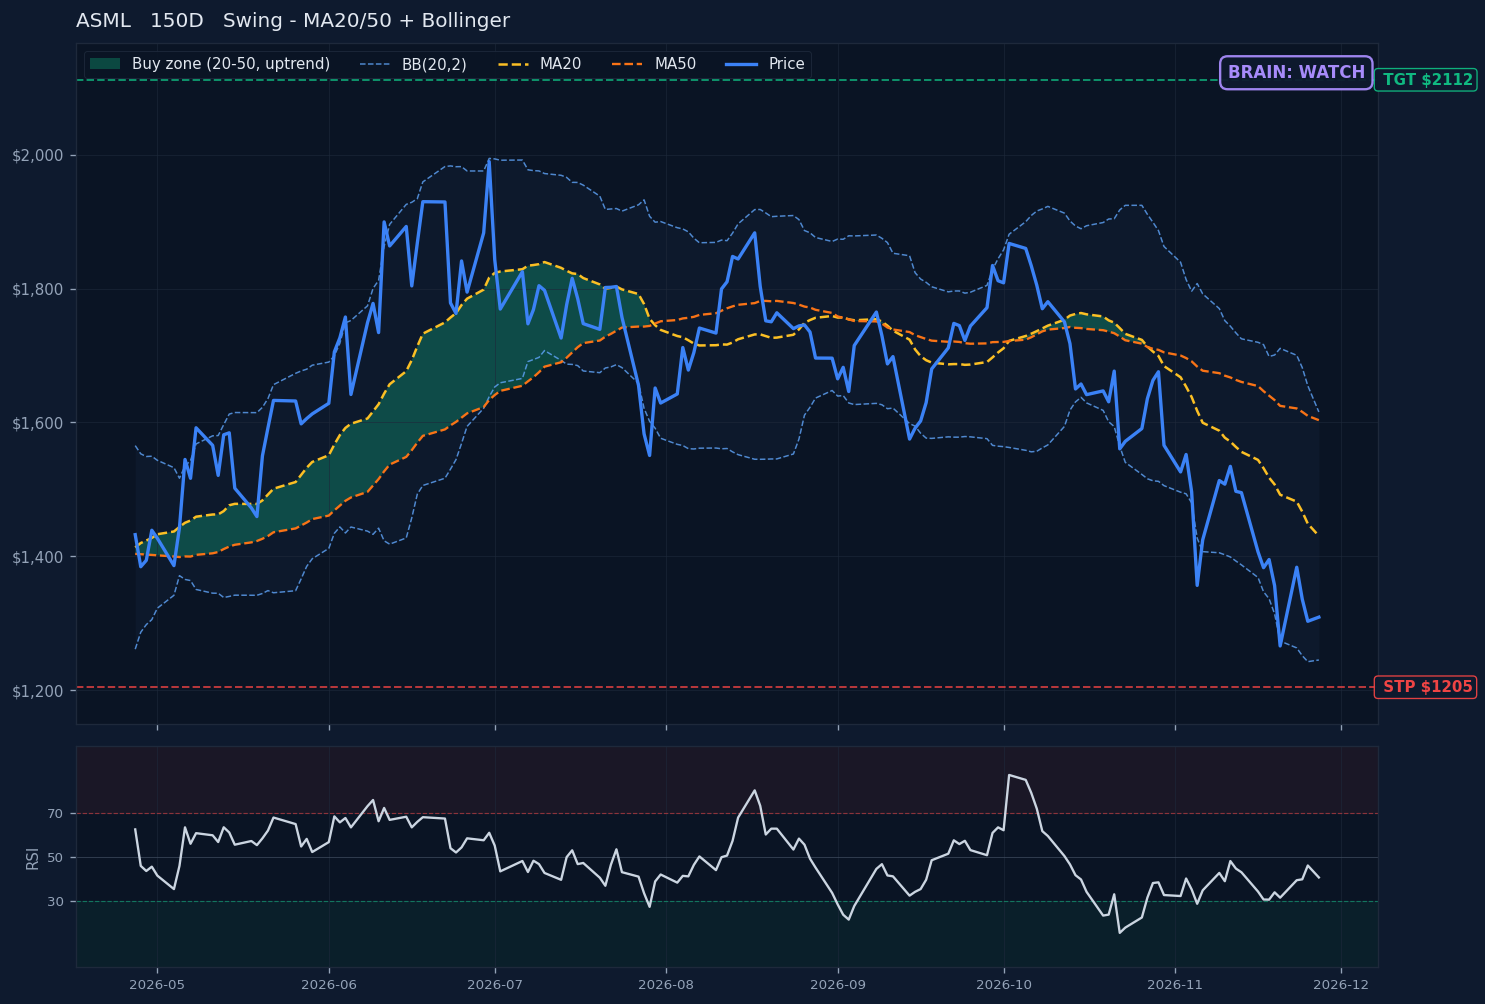 ASML   150D   Swing - MA20/50 + Bollinger
Buy zone (20-50, uptrend)   BB(20,2)   MA20   MA50   Price
BRAIN: WATCH
TGT $2112
$2,000
$1,800
$1,600
$1,400
$1,200
STP $1205
RSI
70
50
30
2026-05   2026-06   2026-07   2026-08   2026-09   2026-10   2026-11   2026-12